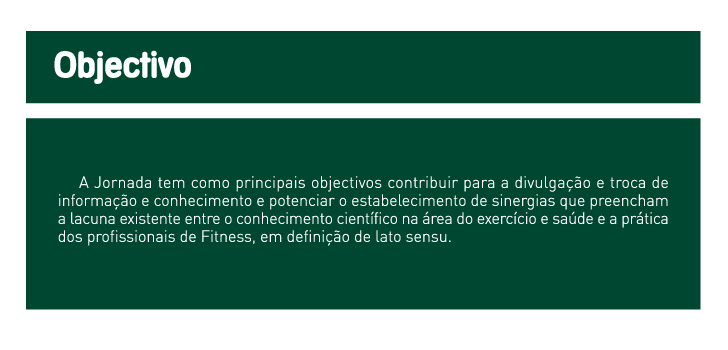 Objectivo
A Jornada tem como principais objectivos contribuir para a divulgação e troca de
informação e conhecimento e potenciar o estabelecimento de sinergias que preencham
a lacuna existente entre o conhecimento científico na área do exercício e saúde e a prática
dos profissionais de Fitness, em definição de lato sensu.